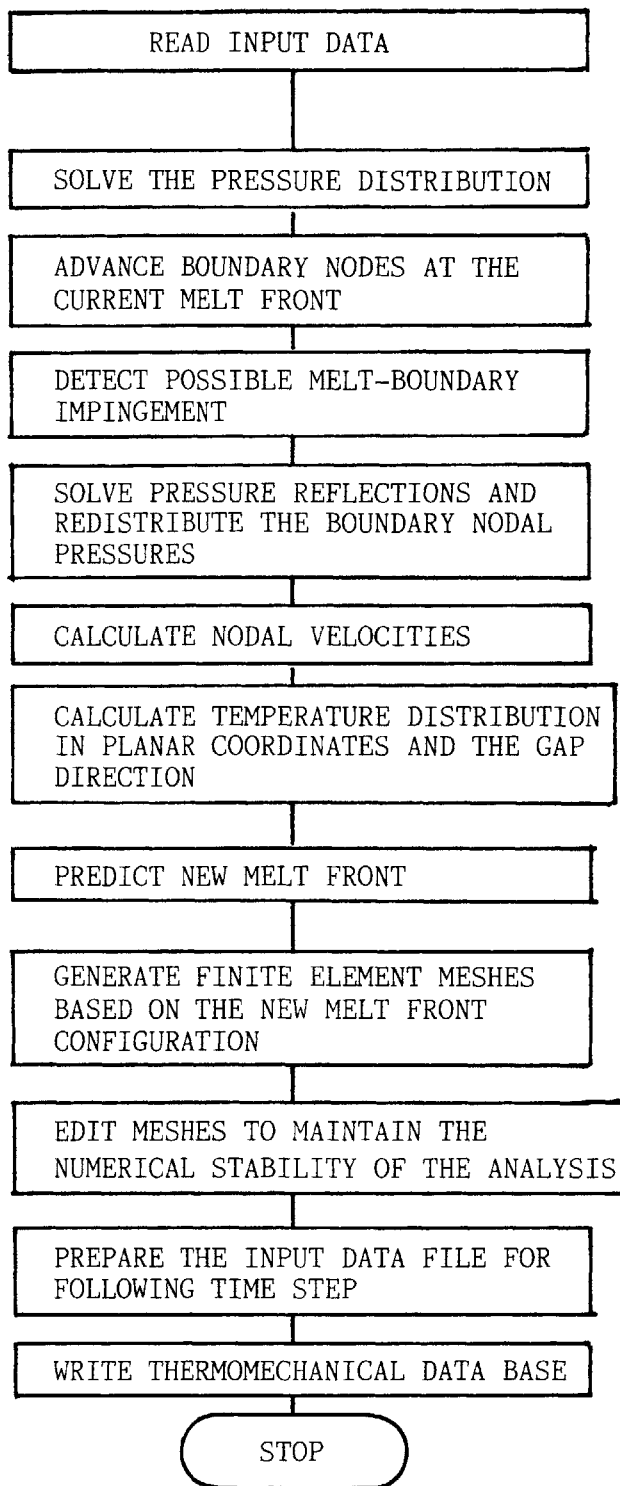 READ INPUT DATA
SOLVE THE PRESSURE DISTRIBUTION
ADVANCE BOUNDARY NODES AT THE
CURRENT MELT FRONT
DETECT POSSIBLE MELT-BOUNDARY
IMPINGEMENT
SOLVE PRESSURE REFLECTIONS AND
REDISTRIBUTE THE BOUNDARY NODAL
PRESSURES
CALCULATE NODAL VELOCITIES
CALCULATE TEMPERATURE DISTRIBUTION
IN PLANAR COORDINATES AND THE GAP
DIRECTION
PREDICT NEW MELT FRONT
GENERATE FINITE ELEMENT MESHES
BASED ON THE NEW MELT FRONT
CONFIGURATION
EDIT MESHES TO MAINTAIN THE
NUMERICAL STABILITY OF THE ANALYSIS
PREPARE THE INPUT DATA FILE FOR
FOLLOWING TIME STEP
WRITE THERMOMECHANICAL DATA BASE
STOP